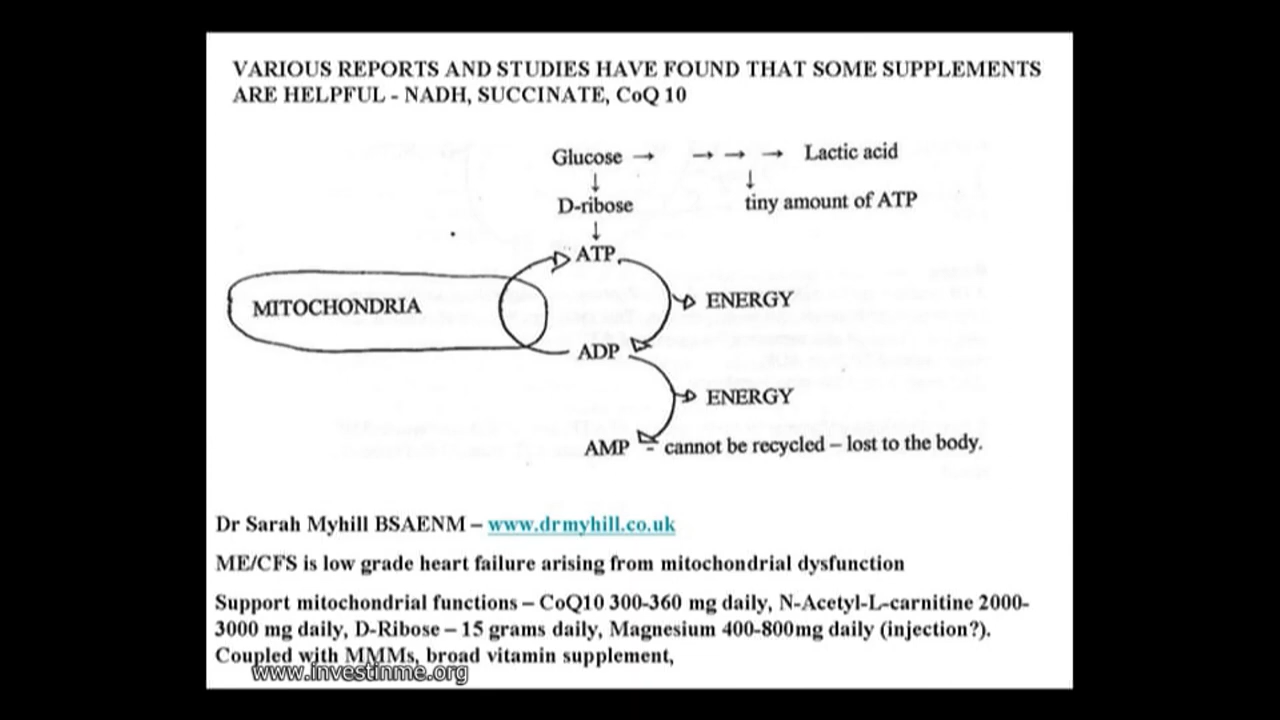 VARIOUS REPORTS AND STUDIES HAVE FOUND THAT SOME SUPPLEMENTS
ARE HELPFUL - NADH, SUCCINATE, CoQ 10
Glucose → → → → Lactic acid
↓ ↓
D-ribose tiny amount of ATP
↓
ATP
ENERGY
MITOCHONDRIA
ADP
ENERGY
AMP - cannot be recycled – lost to the body.
Dr Sarah Myhill BSAENM – www.drmyhill.co.uk
ME/CFS is low grade heart failure arising from mitochondrial dysfunction
Support mitochondrial functions – CoQ10 300-360 mg daily, N-Acetyl-L-carnitine 2000-
3000 mg daily, D-Ribose – 15 grams daily, Magnesium 400-800mg daily (injection?).
Coupled with MMMs, broad vitamin supplement,
www.investinme.org